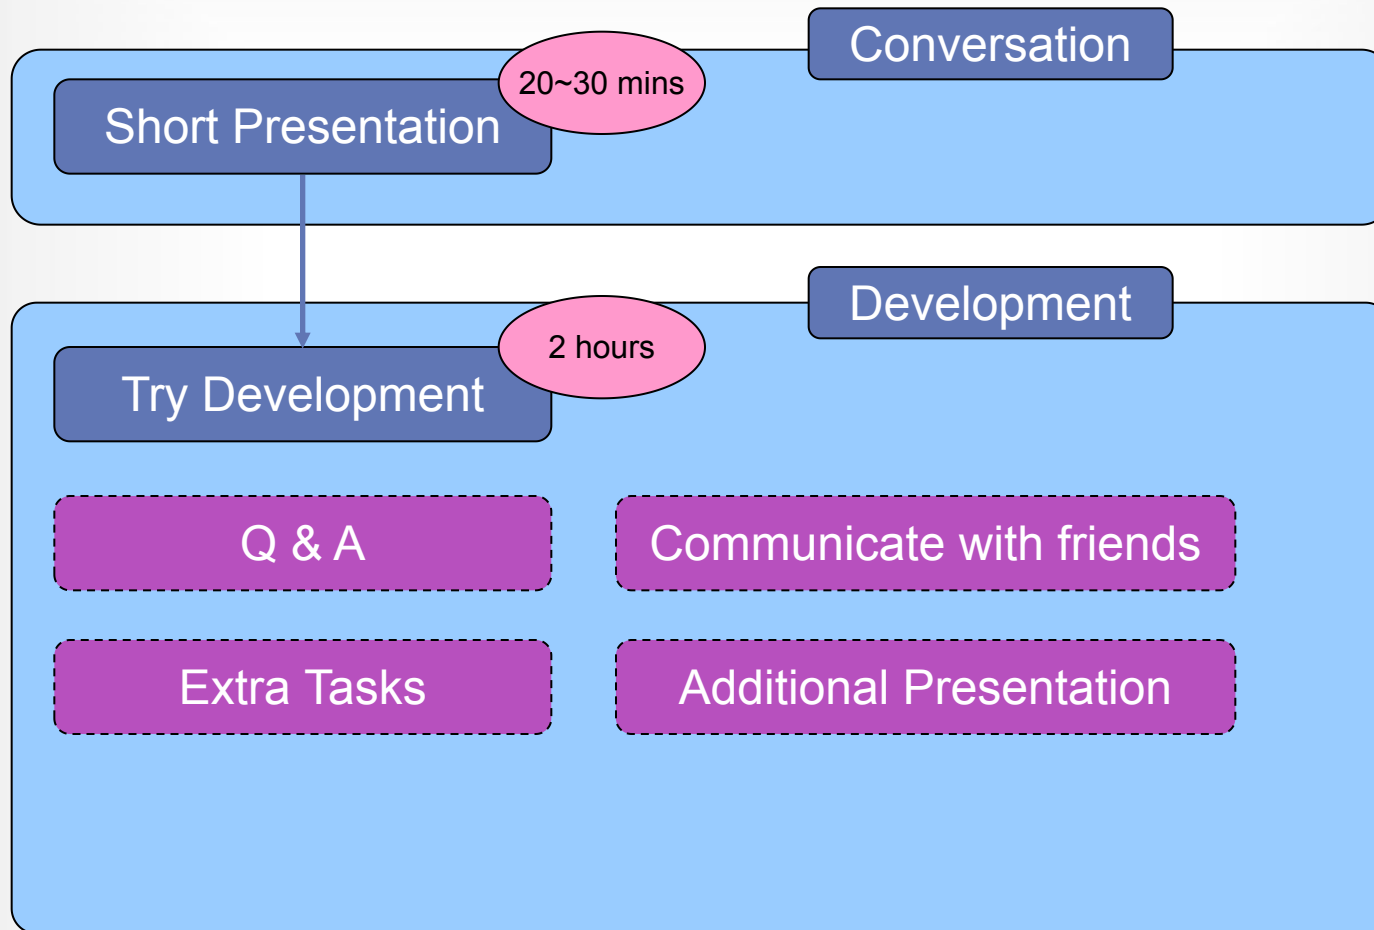 Conversation
20~30 mins
Short Presentation
Development
2 hours
Try Development
Q & A
Communicate with friends
Extra Tasks
Additional Presentation